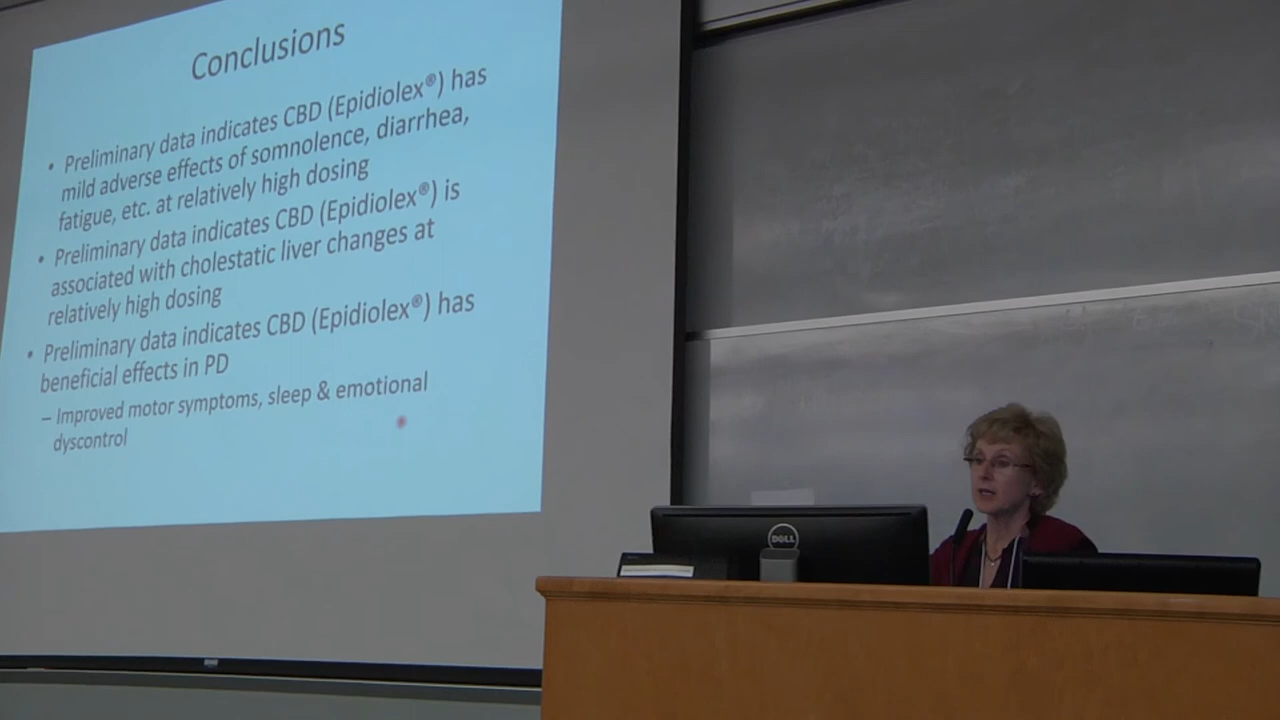 Conclusions
• Preliminary data indicates CBD (Epidiolex®) has
mild adverse effects of somnolence, diarrhea,
fatigue, etc. at relatively high dosing
• Preliminary data indicates CBD (Epidiolex®) is
associated with cholestatic liver changes at
relatively high dosing
• Preliminary data indicates CBD (Epidiolex®) has
beneficial effects in PD
– Improved motor symptoms, sleep & emotional
dyscontrol
DELL